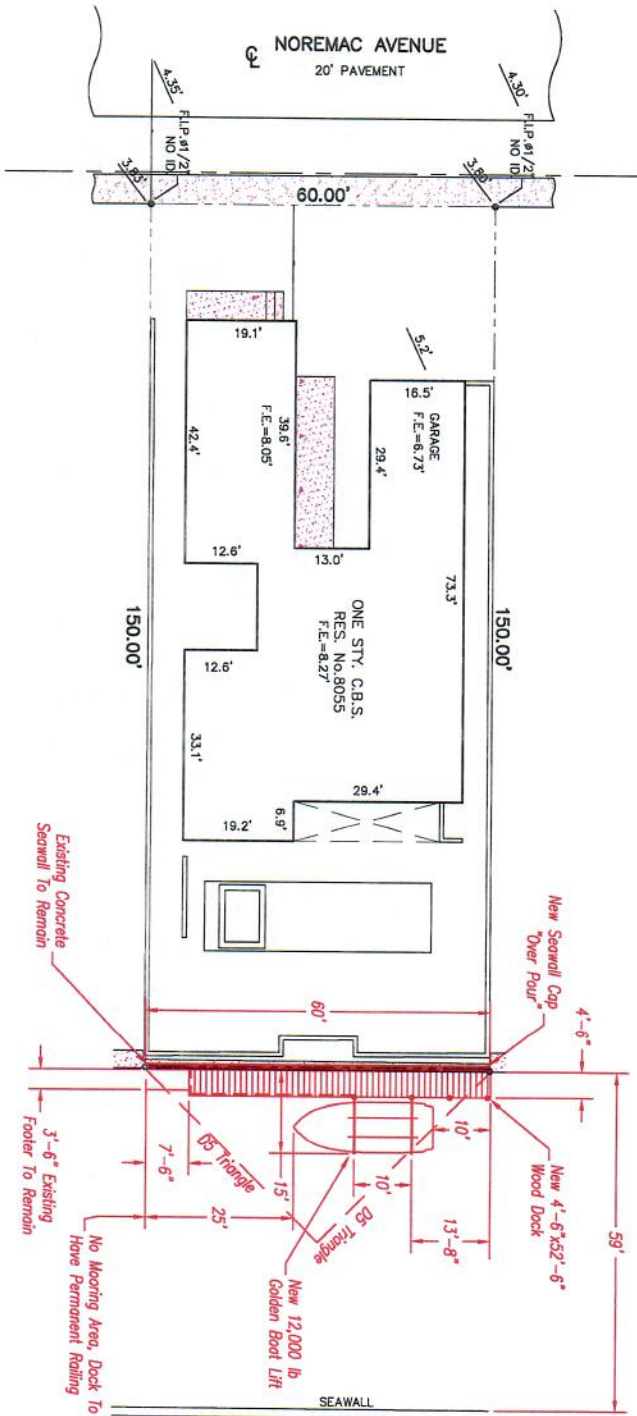 NOREMAC AVENUE
20' PAVEMENT
℄
4.35'
F.I.P.ø1/2"
NO ID
3.83'
4.30'
F.I.P.ø1/2"
NO ID
3.80'
60.00'
19.1'
5.2'
16.5'
GARAGE
F.E.=6.73'
39.6'
F.E.=8.05'
42.4'
29.4'
12.6'
13.0'
73.3'
150.00'
150.00'
ONE STY. C.B.S.
RES. No.8055
F.E.=8.27'
12.6'
33.1'
29.4'
19.2'
6.9'
Existing Concrete
Seawall To Remain
New Seawall Cap
"Over Pour"
60'
4'-6"
3'-6" Existing
Footer To Remain
7'-6"
D5 Triangle
15'
10'
10'
New 4'-6"x52'-6"
Wood Dock
25'
D5 Triangle
13'-8"
59'
No Mooring Area, Dock To
Have Permanent Railing
New 12,000 lb
Golden Boat Lift
SEAWALL